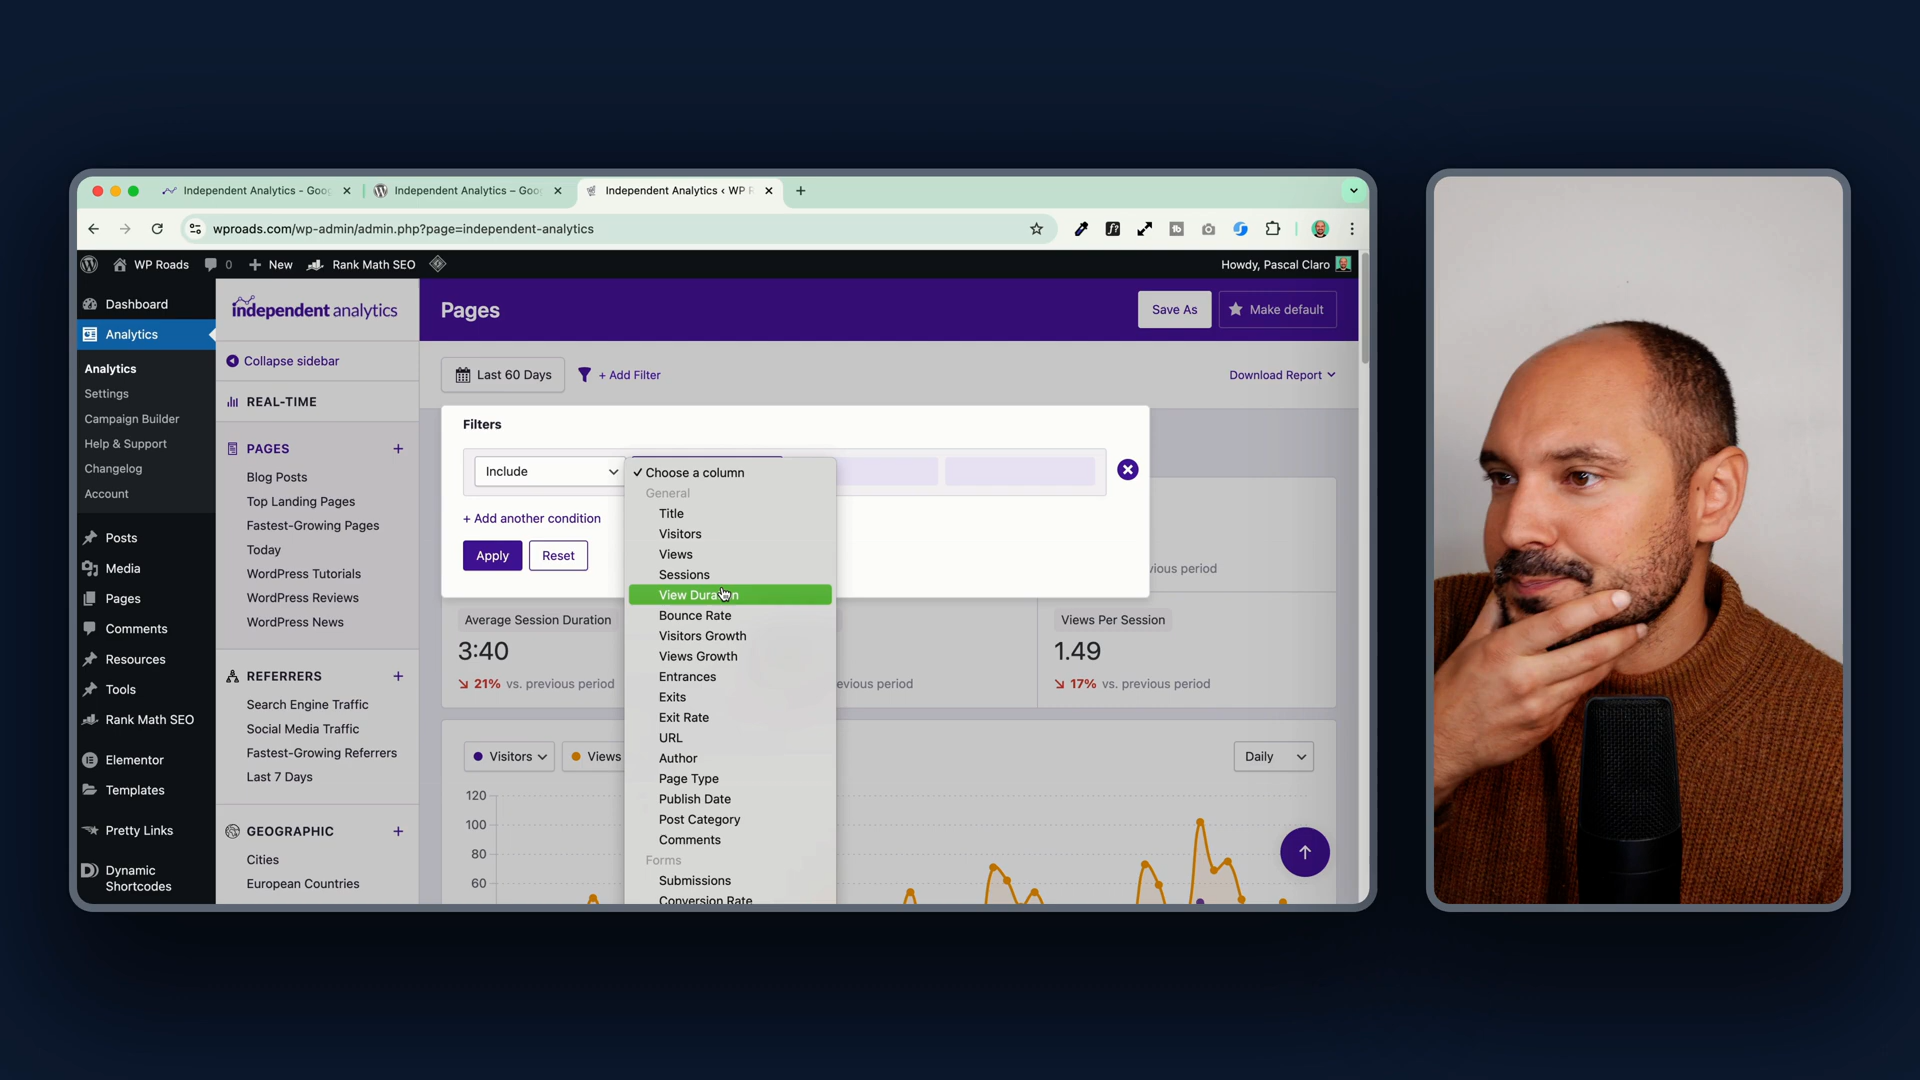 Independent Analytics - Goog
Independent Analytics – Goog
Independent Analytics ‹ WP R
wproads.com/wp-admin/admin.php?page=independent-analytics
WP Roads
0
New
Rank Math SEO
Howdy, Pascal Claro
Dashboard
Analytics
Analytics
Settings
Campaign Builder
Help & Support
Changelog
Account
Posts
Media
Pages
Comments
Resources
Tools
Rank Math SEO
Elementor
Templates
Pretty Links
Dynamic
Shortcodes
independent analytics
Collapse sidebar
REAL-TIME
PAGES
Blog Posts
Top Landing Pages
Fastest-Growing Pages
Today
WordPress Tutorials
WordPress Reviews
WordPress News
REFERRERS
Search Engine Traffic
Social Media Traffic
Fastest-Growing Referrers
Last 7 Days
GEOGRAPHIC
Cities
European Countries
Pages
Save As
Make default
Last 60 Days
+ Add Filter
Download Report
Filters
Include
+ Add another condition
Apply
Reset
Choose a column
General
Title
Visitors
Views
Sessions
View Duration
Bounce Rate
Visitors Growth
Views Growth
Entrances
Exits
Exit Rate
URL
Author
Page Type
Publish Date
Post Category
Comments
Forms
Submissions
Conversion Rate
vious period
Average Session Duration
3:40
21% vs. previous period
evious period
Views Per Session
1.49
17% vs. previous period
Visitors
Views
Daily
120
100
80
60